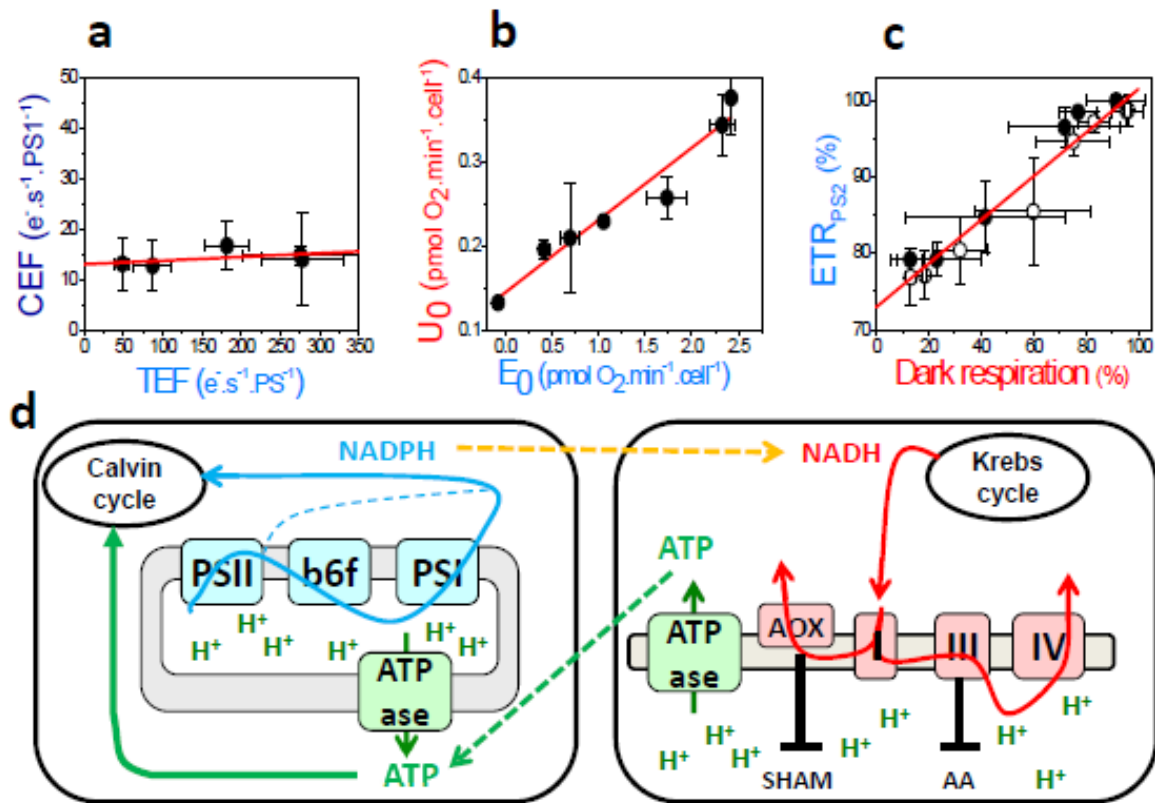 a
50
40
30
20
10
0
CEF (e⁻.s⁻¹.PS1⁻¹)
0 50 100 150 200 250 300 350
TEF (e⁻.s⁻¹.PS⁻¹)
b
0.4
0.3
0.2
0.1
U₀ (pmol O₂.min⁻¹.cell⁻¹)
0.0 0.5 1.0 1.5 2.0 2.5
E₀ (pmol O₂.min⁻¹.cell⁻¹)
c
100
90
80
70
ETR_PS2 (%)
0 20 40 60 80 100
Dark respiration (%)
d
Calvin
cycle
NADPH
PSII
b6f
PSI
H⁺
H⁺
H⁺
H⁺
H⁺
H⁺
ATP
ase
ATP
NADH
Krebs
cycle
ATP
ATP
ase
AOX
I
III
IV
H⁺
H⁺
H⁺
H⁺
H⁺
H⁺
H⁺
H⁺
SHAM
AA